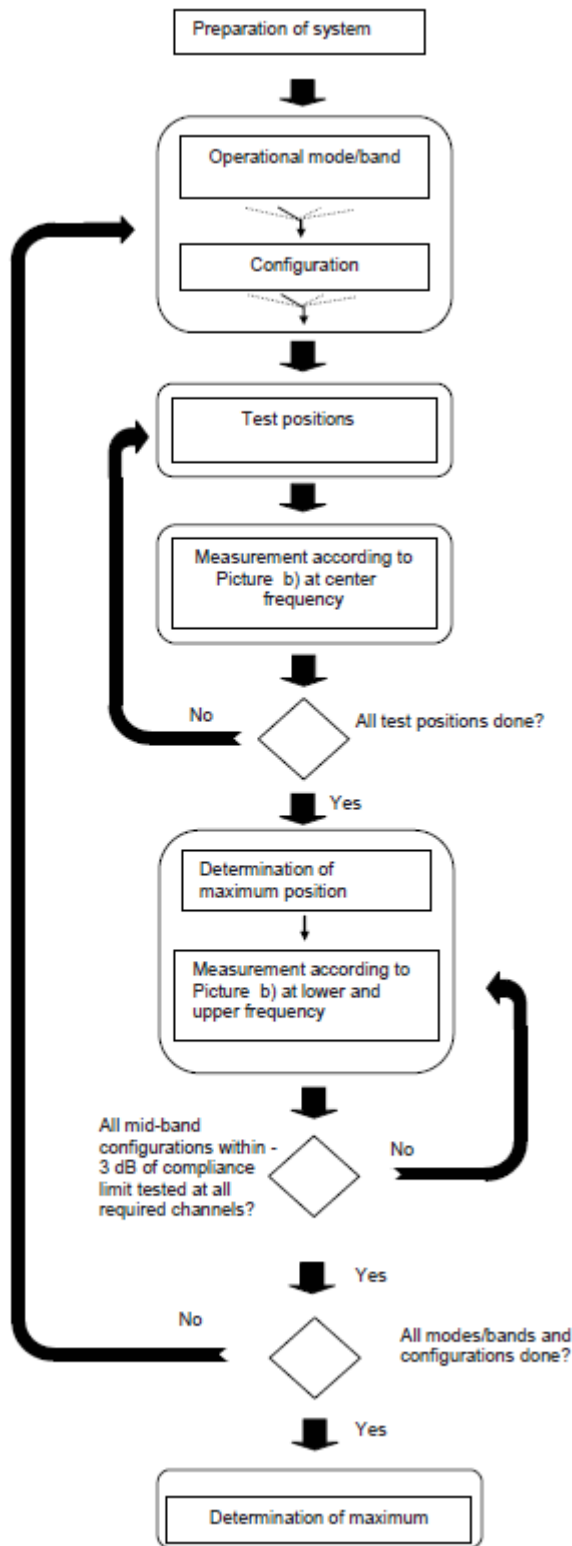 Preparation of system
Operational mode/band
Configuration
Test positions
Measurement according to
Picture b) at center
frequency
No
All test positions done?
Yes
Determination of
maximum position
Measurement according to
Picture b) at lower and
upper frequency
All mid-band
configurations within -
3 dB of compliance
limit tested at all
required channels?
No
Yes
No
All modes/bands and
configurations done?
Yes
Determination of maximum